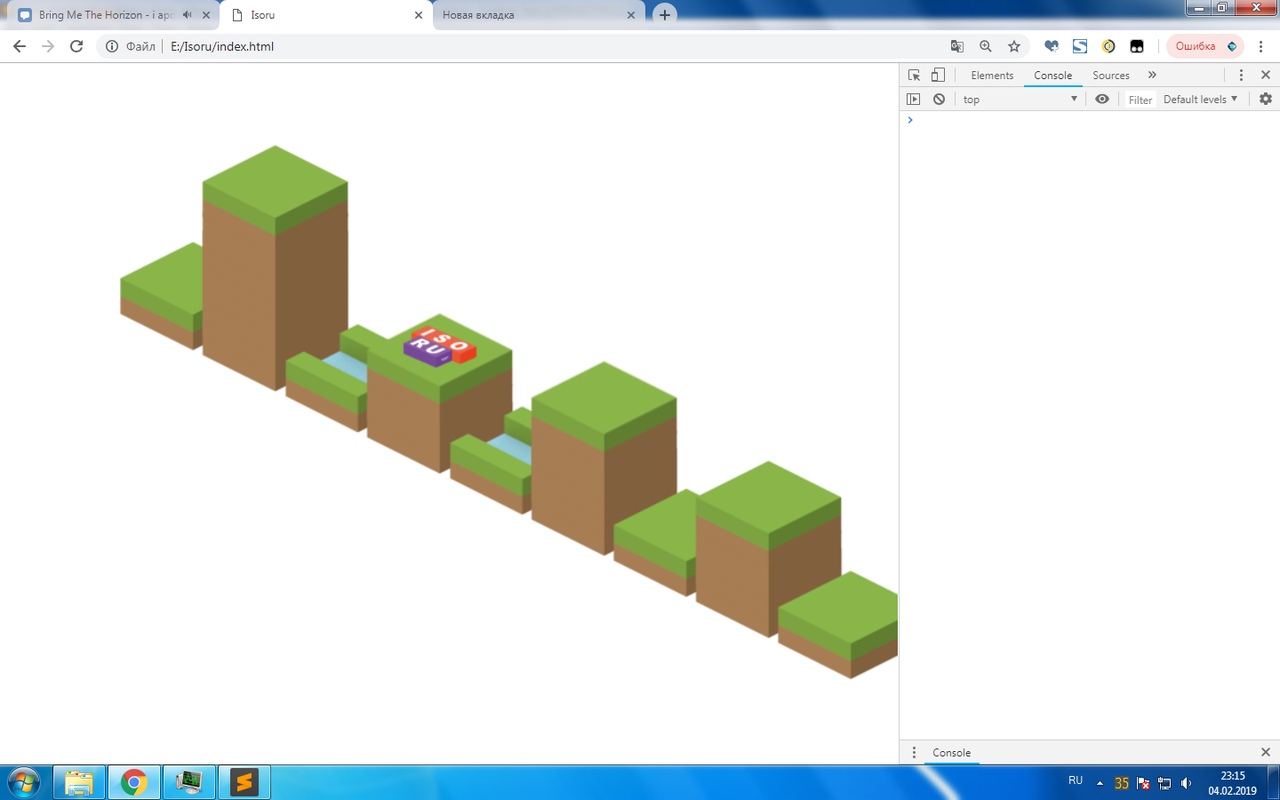 Bring Me The Horizon - i apo
Isoru
Новая вкладка
Файл
E:/Isoru/index.html
Ошибка
Elements
Console
Sources
top
Filter
Default levels
ISO
RU
Console
RU
35
23:15
04.02.2019